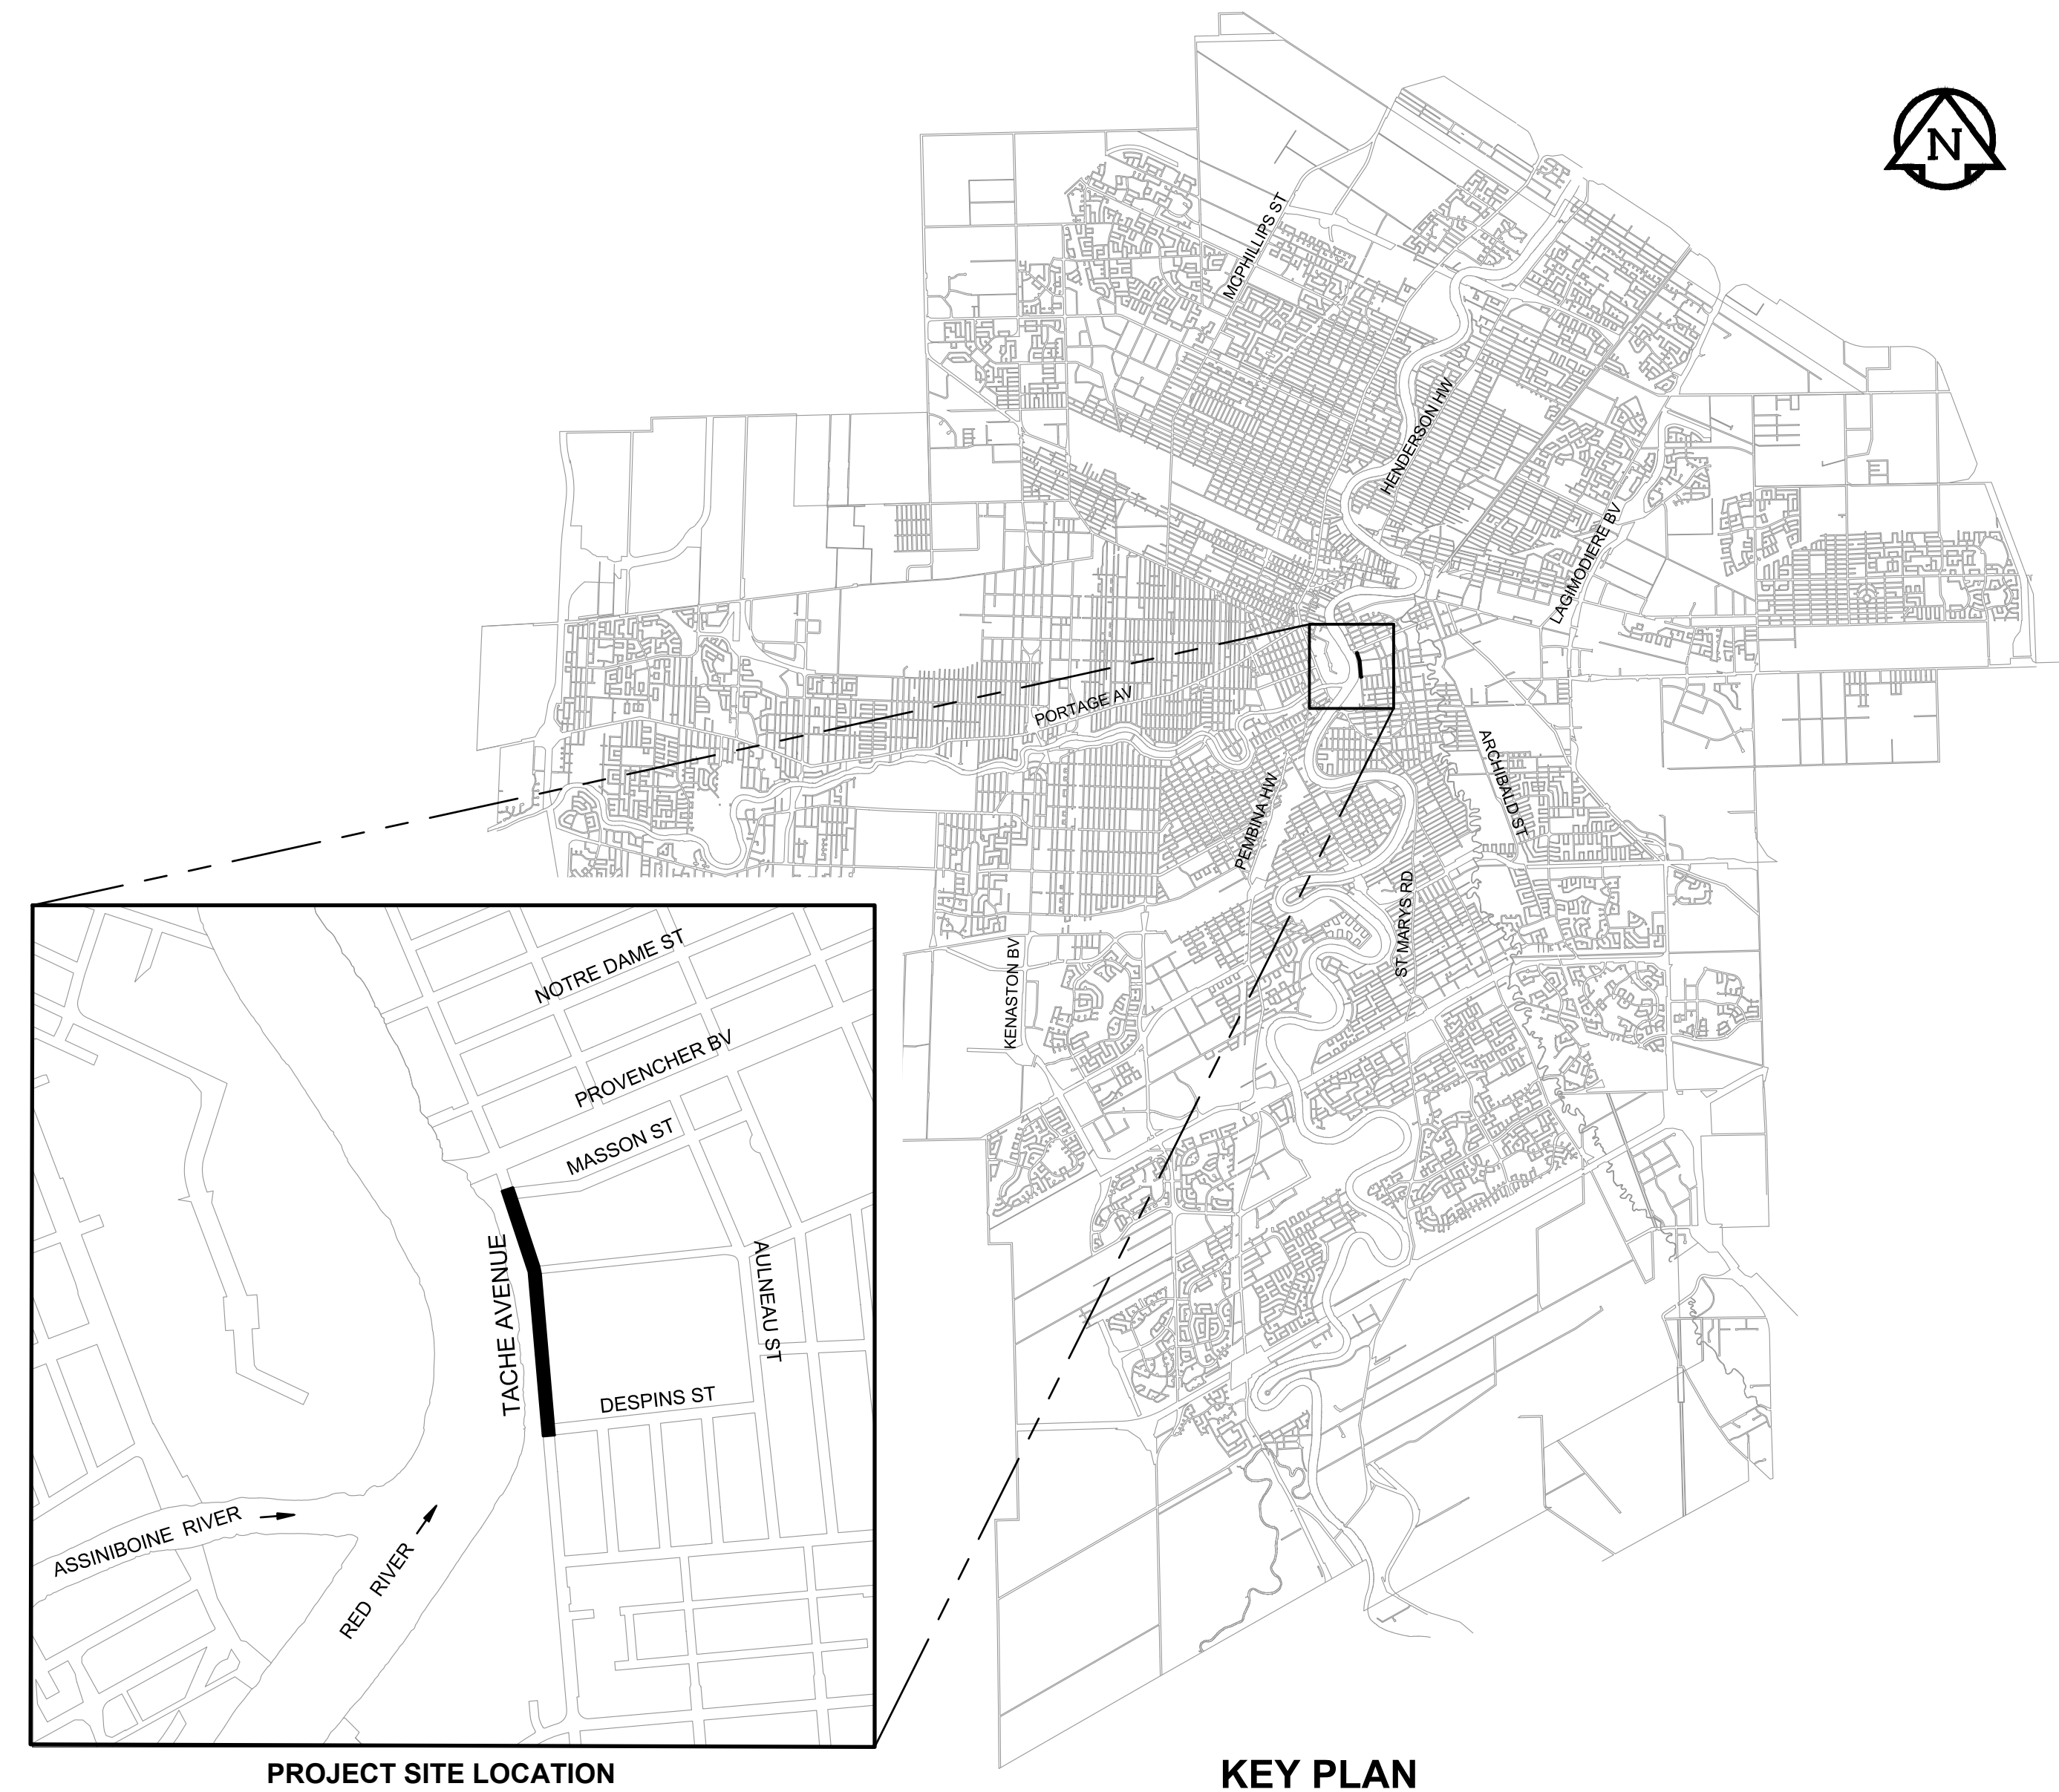 N
MCPHILLIPS ST
HENDERSON HW
LAGIMODIERE BV
PORTAGE AV
ARCHIBALD ST
PEMBINA HW
ST MARYS RD
KENASTON BV
NOTRE DAME ST
PROVENCHER BV
MASSON ST
TACHE AVENUE
AULNEAU ST
DESPINS ST
ASSINIBOINE RIVER
RED RIVER
PROJECT SITE LOCATION
KEY PLAN